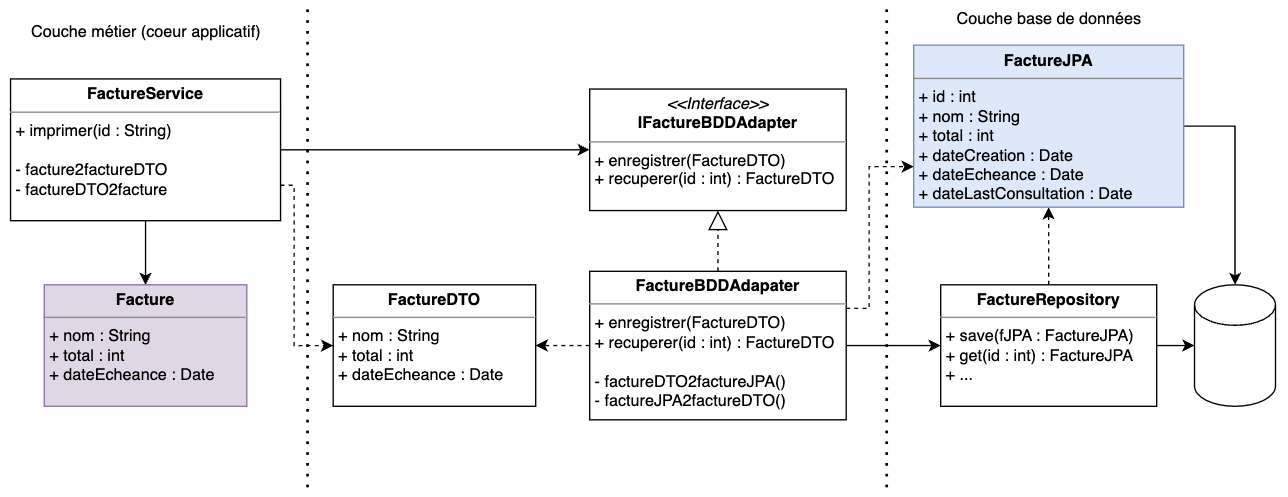 Couche métier (coeur applicatif)
Couche base de données
FactureService
+ imprimer(id : String)
- facture2factureDTO
- factureDTO2facture
<<Interface>>
IFactureBDDAdapter
+ enregistrer(FactureDTO)
+ recuperer(id : int) : FactureDTO
FactureJPA
+ id : int
+ nom : String
+ total : int
+ dateCreation : Date
+ dateEcheance : Date
+ dateLastConsultation : Date
Facture
+ nom : String
+ total : int
+ dateEcheance : Date
FactureDTO
+ nom : String
+ total : int
+ dateEcheance : Date
FactureBDDAdapater
+ enregistrer(FactureDTO)
+ recuperer(id : int) : FactureDTO
- factureDTO2factureJPA()
- factureJPA2factureDTO()
FactureRepository
+ save(fJPA : FactureJPA)
+ get(id : int) : FactureJPA
+ ...